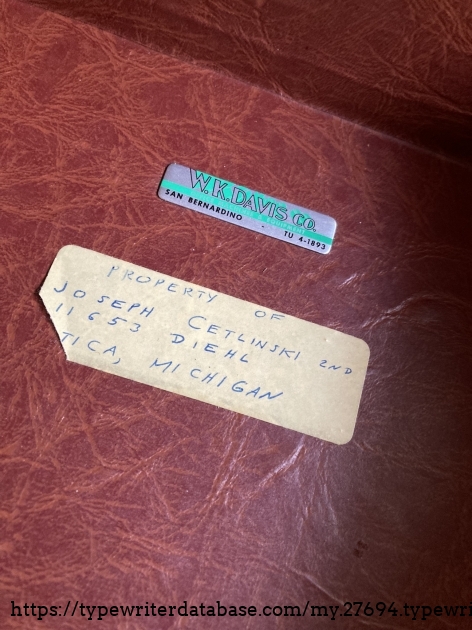 W.K. DAVIS CO.
SAN BERNARDINO · TU 4-1893
PROPERTY OF
JOSEPH CETLINSKI 2ND
11653 DIEHL
TICA, MICHIGAN
https://typewriterdatabase.com/my.27694.typewri